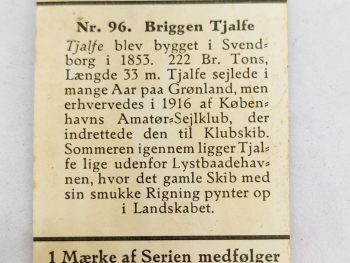 Nr. 96. Briggen Tjalfe
Tjalfe blev bygget i Svend-
borg i 1853. 222 Br. Tons,
Længde 33 m. Tjalfe sejlede i
mange Aar paa Grønland, men
erhvervedes i 1916 af Køben-
havns Amatør-Sejlklub, der
indrettede den til Klubskib.
Sommeren igennem ligger Tjal-
fe lige udenfor Lystbaadehav-
nen, hvor det gamle Skib med
sin smukke Rigning pynter op
i Landskabet.
1 Mærke af Serien medfølger